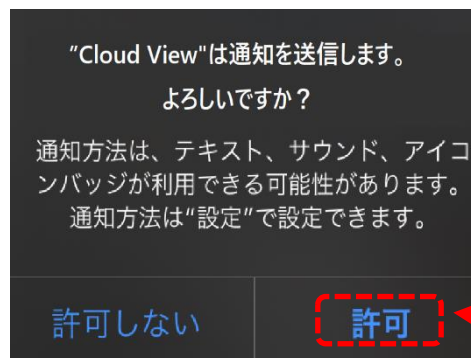 ”Cloud View"は通知を送信します。
よろしいですか？
通知方法は、テキスト、サウンド、アイコ
ンバッジが利用できる可能性があります。
通知方法は“設定”で設定できます。
許可しない
許可